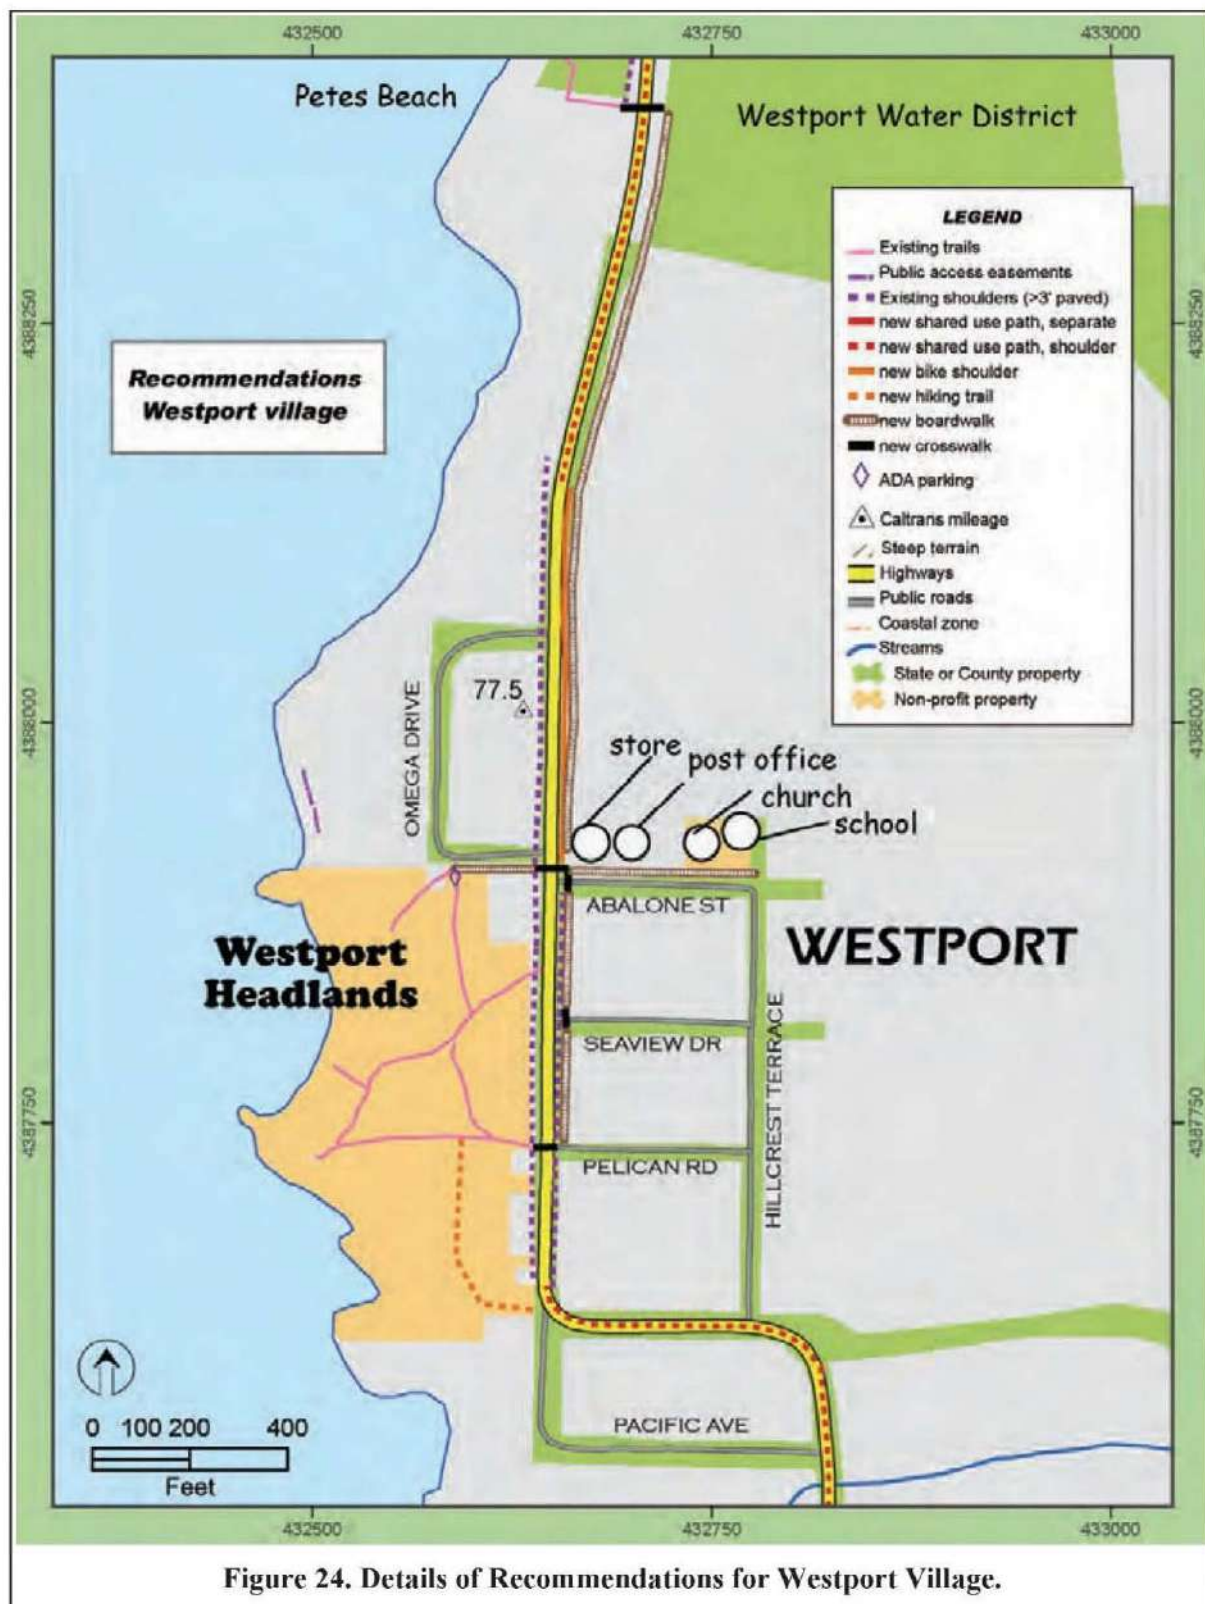 432500
432750
433000
Petes Beach
Westport Water District
LEGEND
Existing trails
Public access easements
Existing shoulders (>3' paved)
new shared use path, separate
new shared use path, shoulder
new bike shoulder
new hiking trail
new boardwalk
new crosswalk
ADA parking
Caltrans mileage
Steep terrain
Highways
Public roads
Coastal zone
Streams
State or County property
Non-profit property
4388250
4388250
Recommendations
Westport village
OMEGA DRIVE
77.5
4388000
4388000
store
post office
church
school
ABALONE ST
WESTPORT
Westport
Headlands
SEAVIEW DR
HILLCREST TERRACE
4387750
4387750
PELICAN RD
PACIFIC AVE
0 100 200 400
Feet
432500
432750
433000
Figure 24. Details of Recommendations for Westport Village.